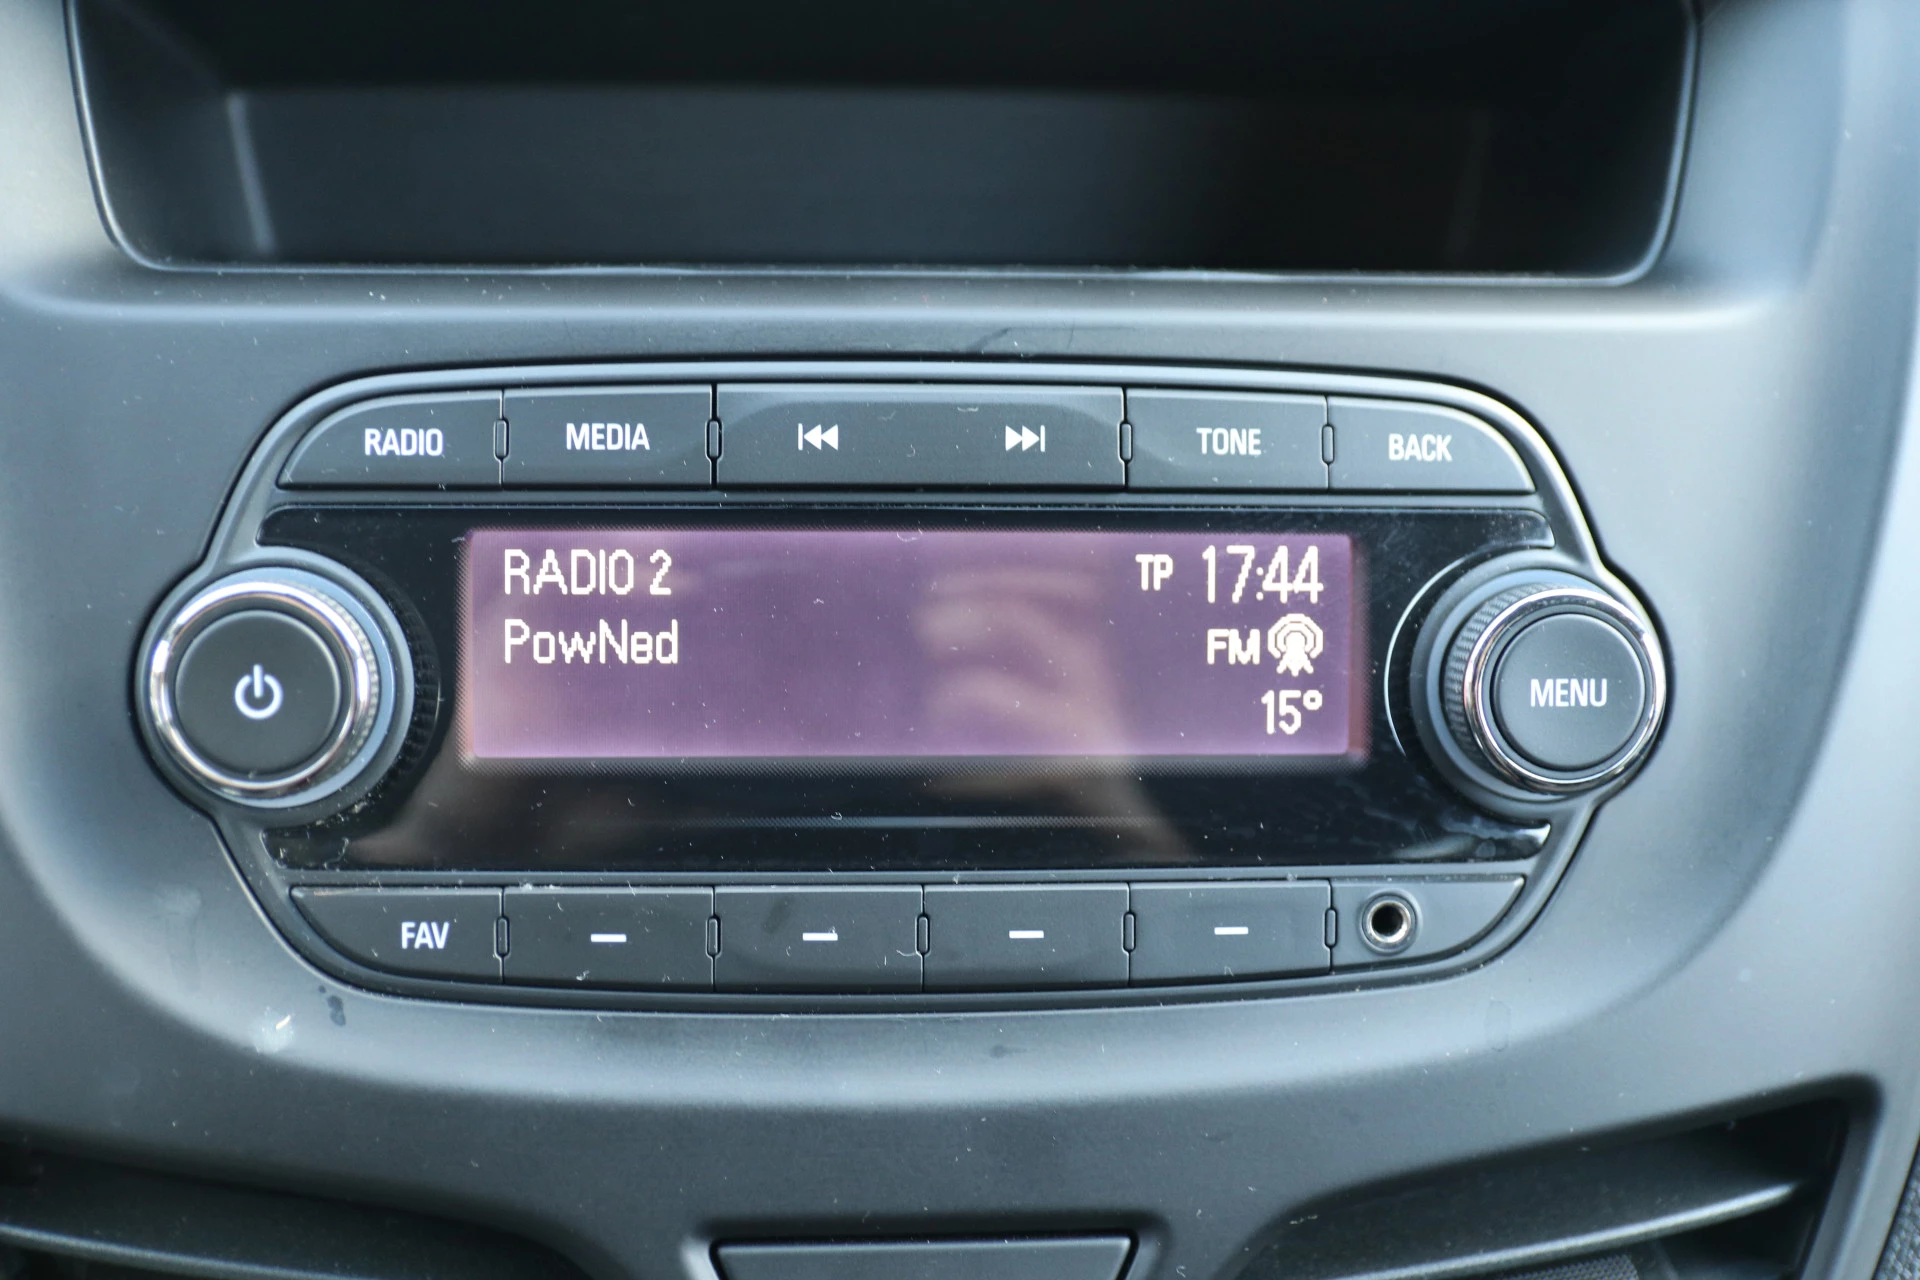 RADIO MEDIA TONE BACK
RADIO 2 TP 17:44
PowNed FM
15°
MENU
FAV